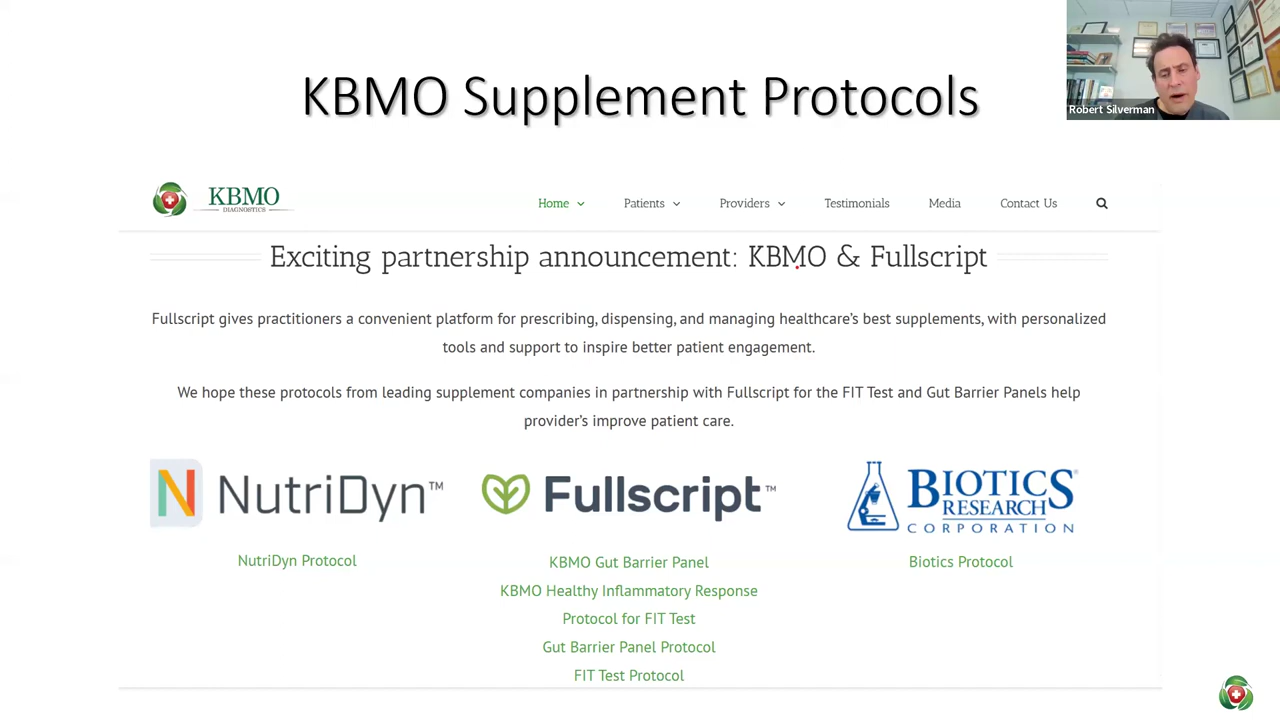 KBMO Supplement Protocols
Robert Silverman
KBMO
DIAGNOSTICS
Home
Patients
Providers
Testimonials
Media
Contact Us
Exciting partnership announcement: KBMO & Fullscript
Fullscript gives practitioners a convenient platform for prescribing, dispensing, and managing healthcare's best supplements, with personalized
tools and support to inspire better patient engagement.
We hope these protocols from leading supplement companies in partnership with Fullscript for the FIT Test and Gut Barrier Panels help
provider's improve patient care.
N NutriDyn™
Fullscript™
BIOTICS®
RESEARCH
CORPORATION
NutriDyn Protocol
KBMO Gut Barrier Panel
KBMO Healthy Inflammatory Response
Protocol for FIT Test
Gut Barrier Panel Protocol
FIT Test Protocol
Biotics Protocol